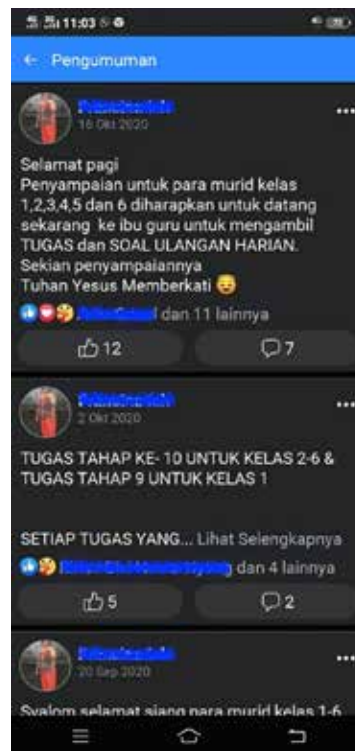 11:03
Pengumuman
16 Okt 2020
Selamat pagi
Penyampaian untuk para murid kelas
1,2,3,4,5 dan 6 diharapkan untuk datang
sekarang ke ibu guru untuk mengambil
TUGAS dan SOAL ULANGAN HARIAN.
Sekian penyampaiannya
Tuhan Yesus Memberkati 😌
dan 11 lainnya
12
7
2 Okt 2020
TUGAS TAHAP KE- 10 UNTUK KELAS 2-6 &
TUGAS TAHAP 9 UNTUK KELAS 1
SETIAP TUGAS YANG... Lihat Selengkapnya
dan 4 lainnya
5
2
20 Sep 2020
Syalom selamat siang para murid kelas 1-6